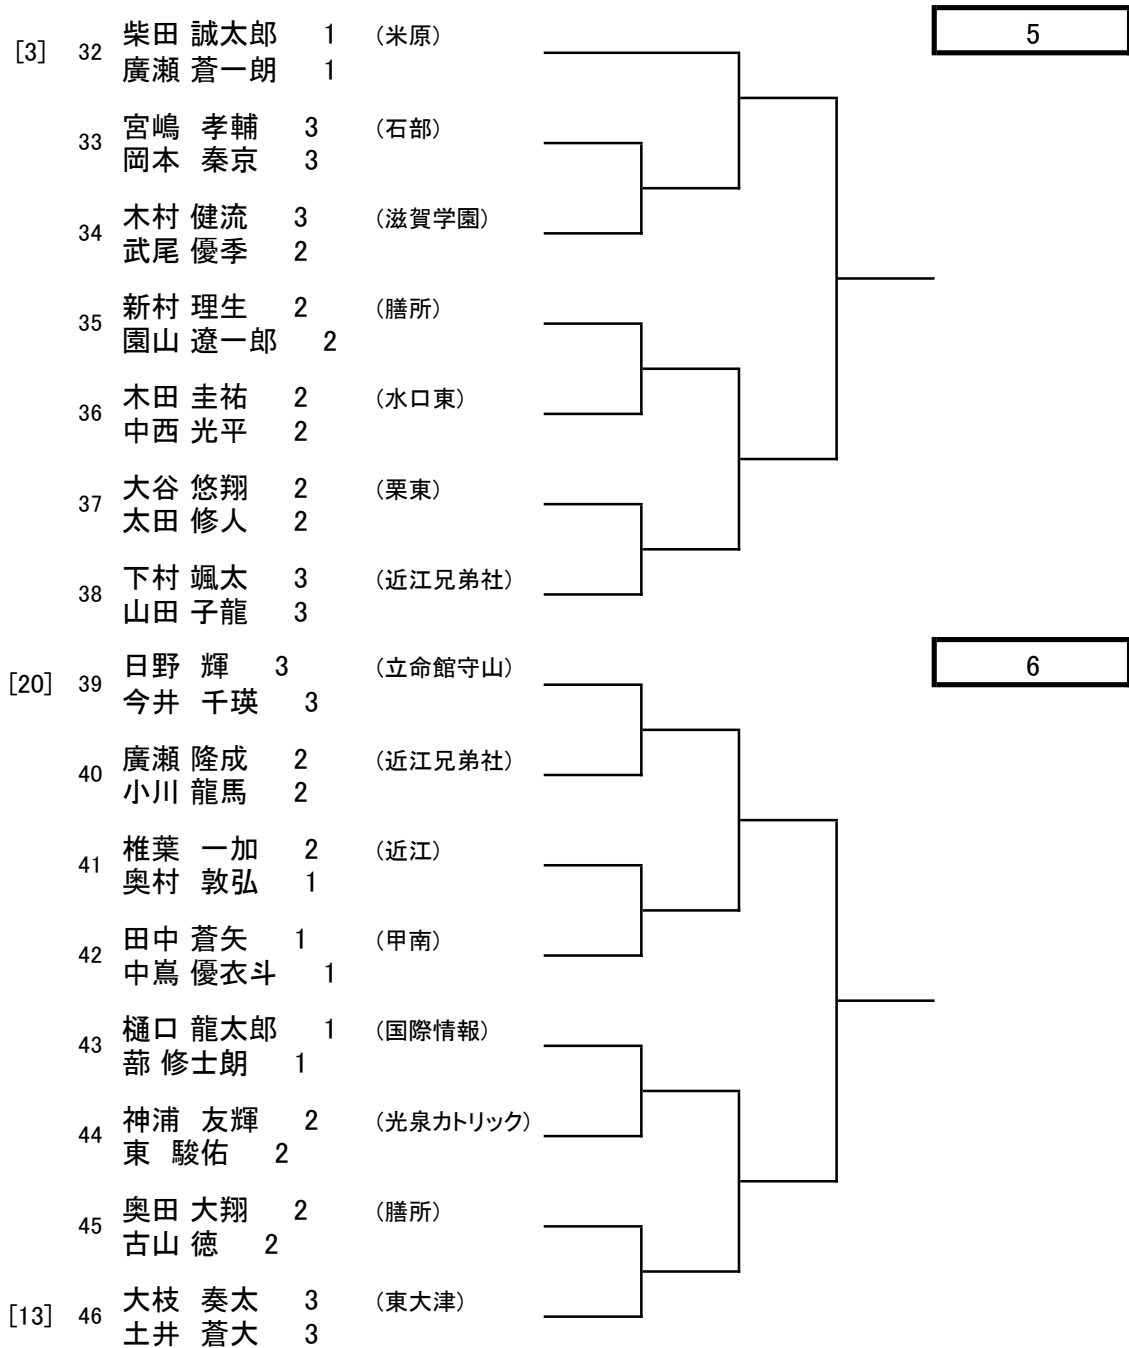 柴田 誠太郎 1 (米原) 5
[3] 32
廣瀬 蒼一朗 1
宮嶋 孝輔 3 (石部)
33
岡本 秦京 3
木村 健流 3 (滋賀学園)
34
武尾 優季 2
新村 理生 2 (膳所)
35
園山 遼一郎 2
木田 圭祐 2 (水口東)
36
中西 光平 2
大谷 悠翔 2 (栗東)
37
太田 修人 2
下村 颯太 3 (近江兄弟社)
38
山田 子龍 3
日野 輝 3 (立命館守山) 6
[20] 39
今井 千瑛 3
廣瀬 隆成 2 (近江兄弟社)
40
小川 龍馬 2
椎葉 一加 2 (近江)
41
奥村 敦弘 1
田中 蒼矢 1 (甲南)
42
中嶌 優衣斗 1
樋口 龍太郎 1 (国際情報)
43
蔀 修士朗 1
神浦 友輝 2 (光泉カトリック)
44
東 駿佑 2
奥田 大翔 2 (膳所)
45
古山 徳 2
大枝 奏太 3 (東大津)
[13] 46
土井 蒼大 3